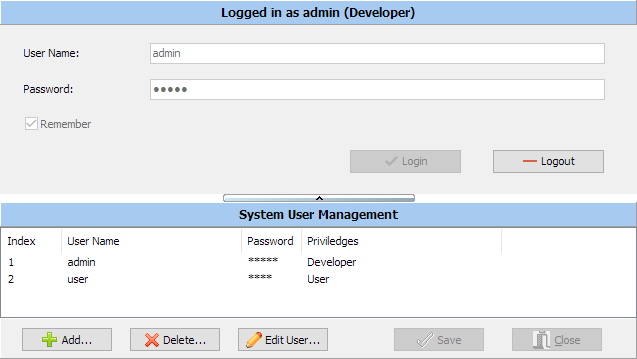 Logged in as admin (Developer)
User Name: admin
Password: •••••
Remember
Login Logout
System User Management
Index User Name Password Priviledges
1 admin ***** Developer
2 user **** User
Add... Delete... Edit User... Save Close